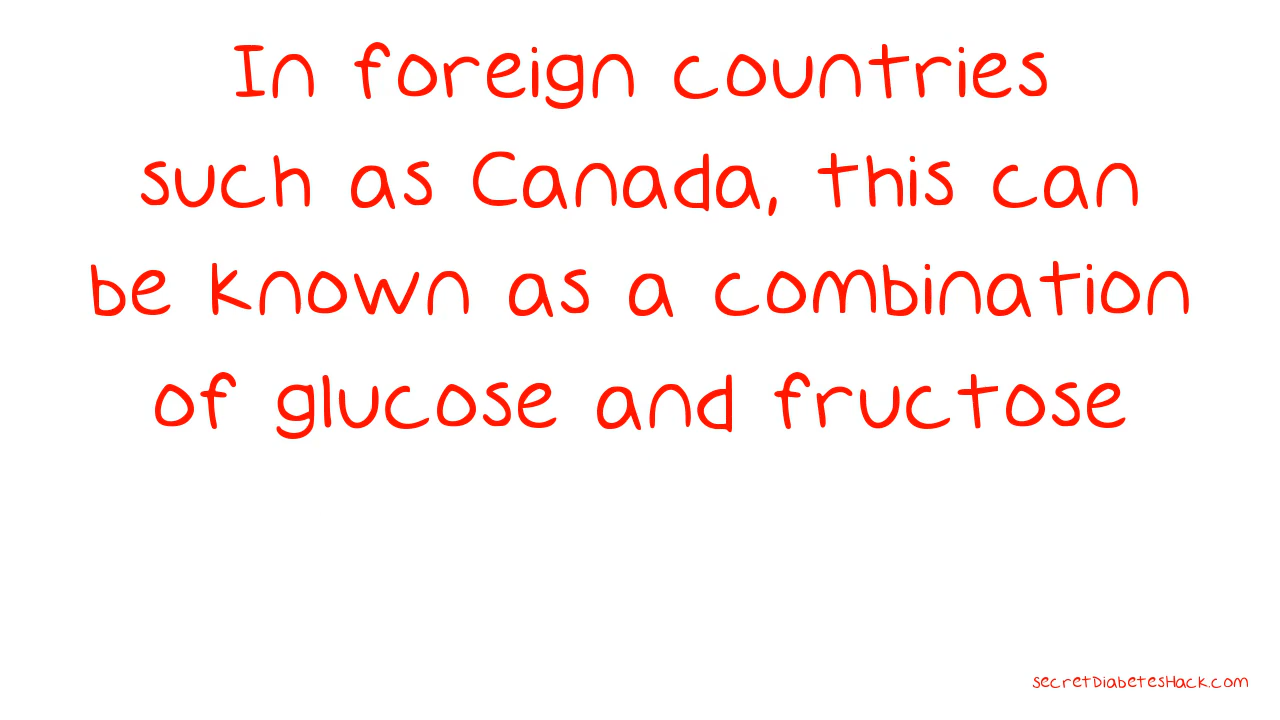 In foreign countries
such as Canada, this can
be known as a combination
of glucose and fructose
secretDiabetesHack.com